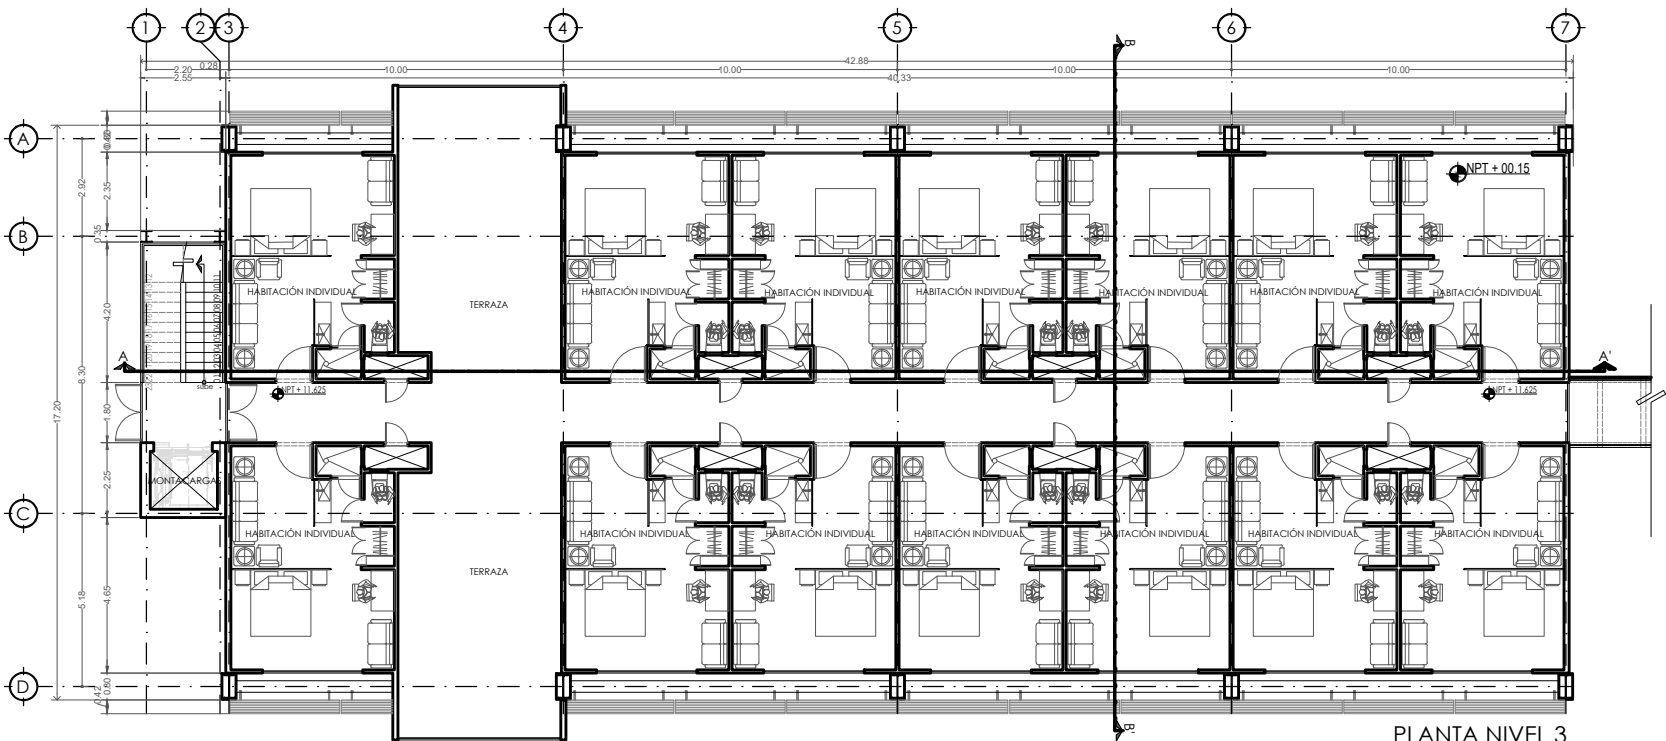 1 2 3 4 5 6 7
B
42.88
2.20 0.28 10.00 10.00 10.00 10.00
2.55 40.33
A
2.92
2.35
NPT + 00.15
B
0.35
HABITACIÓN INDIVIDUAL HABITACIÓN INDIVIDUAL HABITACIÓN INDIVIDUAL HABITACIÓN INDIVIDUAL HABITACIÓN INDIVIDUAL HABITACIÓN INDIVIDUAL HABITACIÓN INDIVIDUAL
TERRAZA
4.20
A A'
8.30
sube
NPT + 11.625 NPT + 11.625
1.80
17.20
2.25
MONTACARGAS
C
HABITACIÓN INDIVIDUAL HABITACIÓN INDIVIDUAL HABITACIÓN INDIVIDUAL HABITACIÓN INDIVIDUAL HABITACIÓN INDIVIDUAL HABITACIÓN INDIVIDUAL HABITACIÓN INDIVIDUAL
TERRAZA
4.65
5.18
D
0.80
0.42
B'
PLANTA NIVEL 3